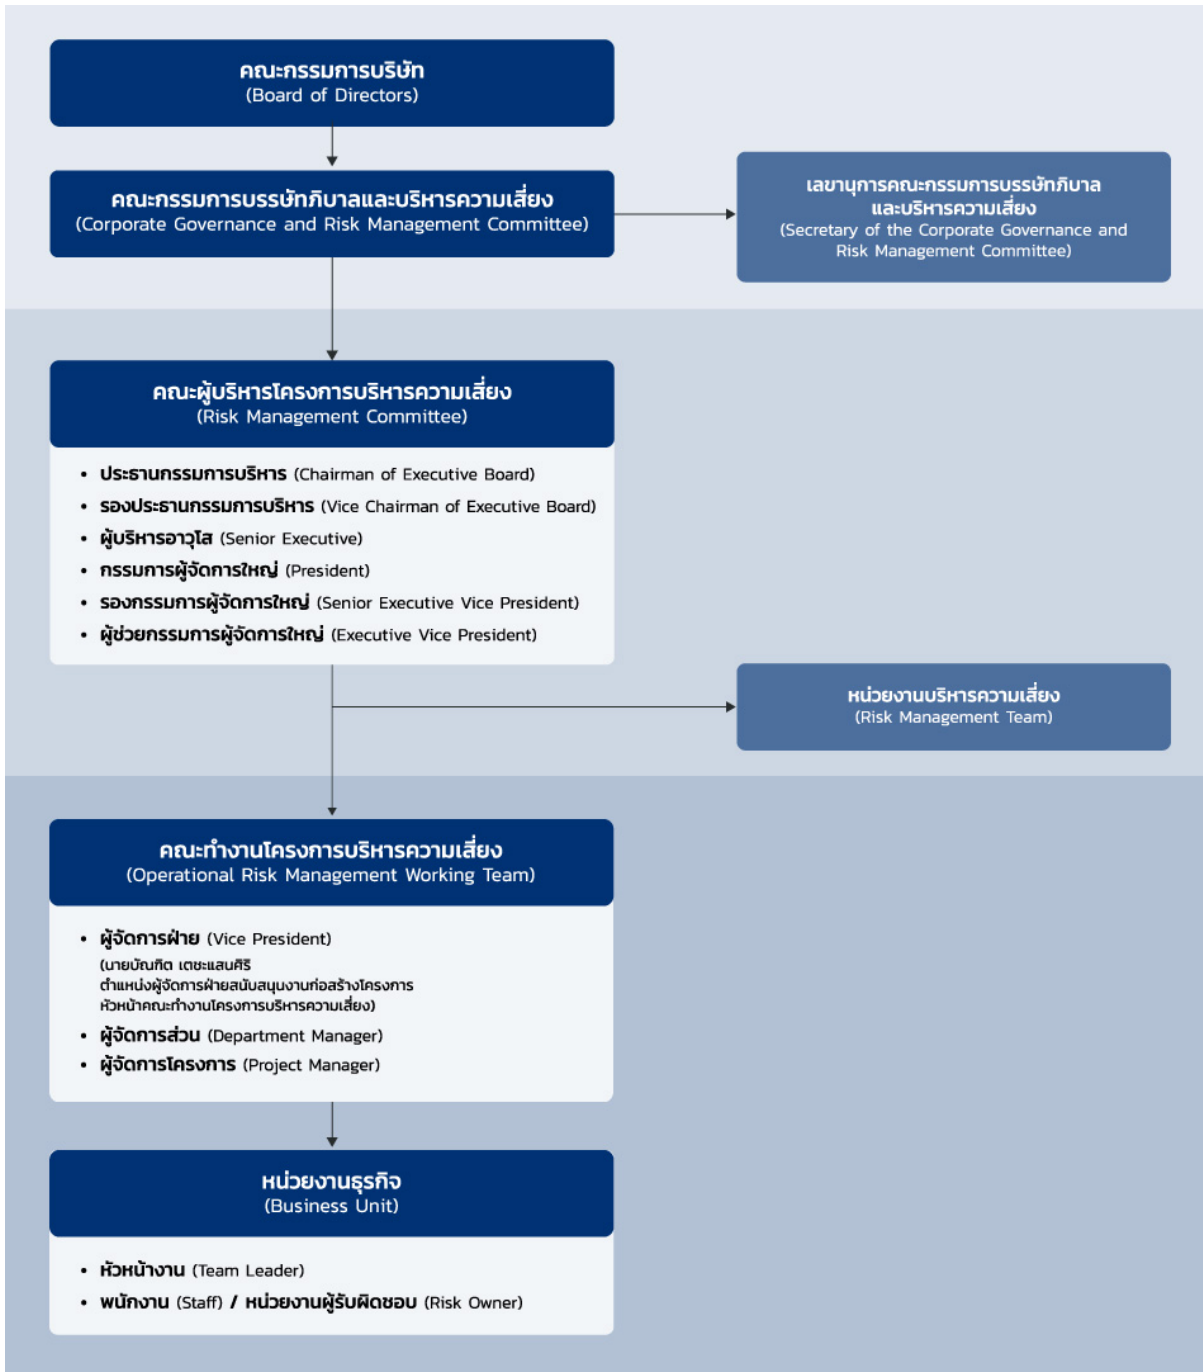 คณะกรรมการบริษัท
(Board of Directors)
คณะกรรมการบรรษัทภิบาลและบริหารความเสี่ยง
(Corporate Governance and Risk Management Committee)
เลขานุการคณะกรรมการบรรษัทภิบาล
และบริหารความเสี่ยง
(Secretary of the Corporate Governance and
Risk Management Committee)
คณะผู้บริหารโครงการบริหารความเสี่ยง
(Risk Management Committee)
• ประธานกรรมการบริหาร (Chairman of Executive Board)
• รองประธานกรรมการบริหาร (Vice Chairman of Executive Board)
• ผู้บริหารอาวุโส (Senior Executive)
• กรรมการผู้จัดการใหญ่ (President)
• รองกรรมการผู้จัดการใหญ่ (Senior Executive Vice President)
• ผู้ช่วยกรรมการผู้จัดการใหญ่ (Executive Vice President)
หน่วยงานบริหารความเสี่ยง
(Risk Management Team)
คณะทำงานโครงการบริหารความเสี่ยง
(Operational Risk Management Working Team)
• ผู้จัดการฝ่าย (Vice President)
(นายบัณฑิต เตชะแสนศิริ
ตำแหน่งผู้จัดการฝ่ายสนับสนุนงานก่อสร้างโครงการ
หัวหน้าคณะทำงานโครงการบริหารความเสี่ยง)
• ผู้จัดการส่วน (Department Manager)
• ผู้จัดการโครงการ (Project Manager)
หน่วยงานธุรกิจ
(Business Unit)
• หัวหน้างาน (Team Leader)
• พนักงาน (Staff) / หน่วยงานผู้รับผิดชอบ (Risk Owner)